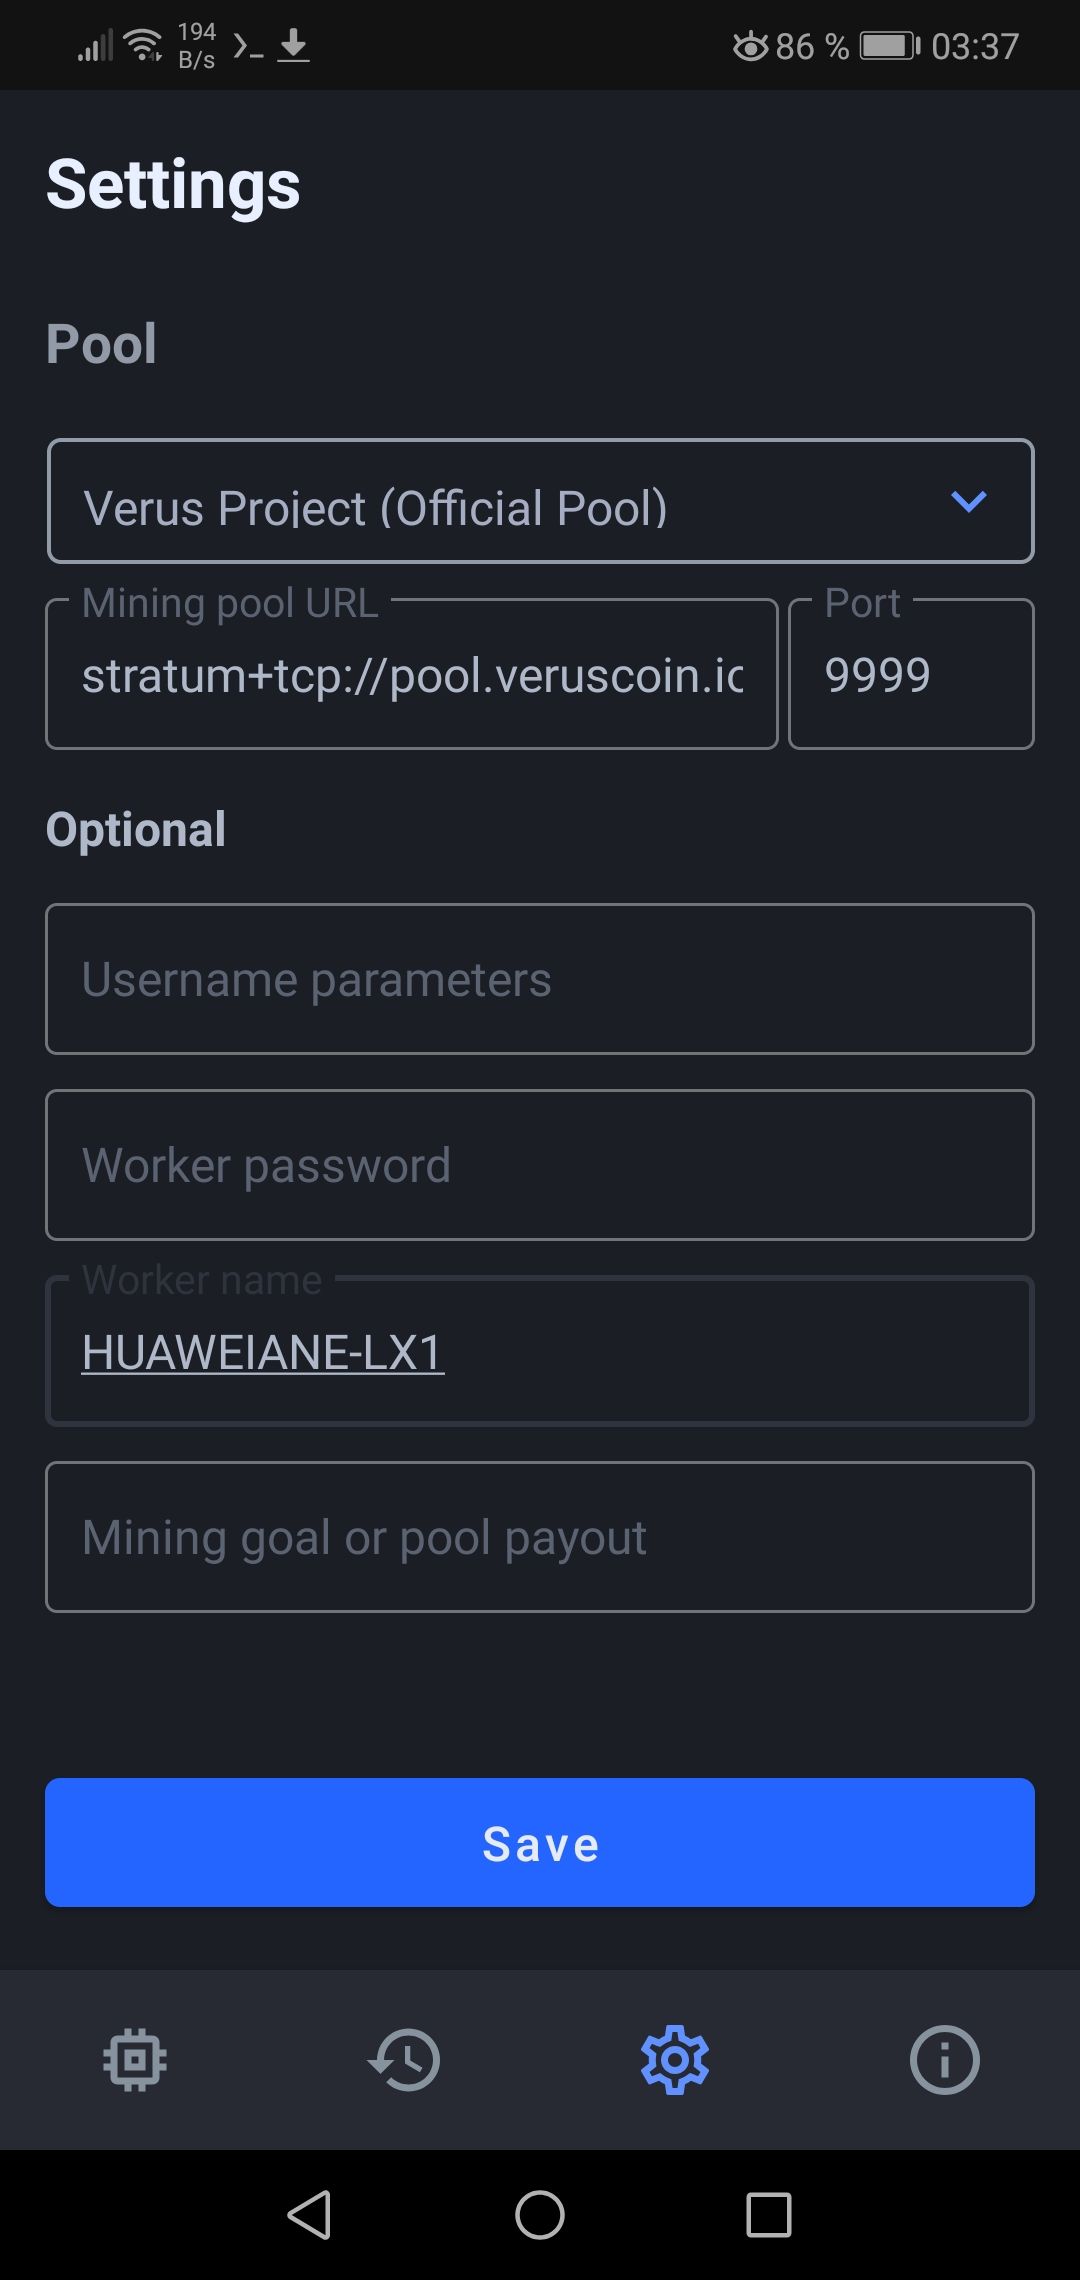 194
B/s
86 %
03:37
Settings
Pool
Verus Project (Official Pool)
Mining pool URL
Port
stratum+tcp://pool.veruscoin.io
9999
Optional
Username parameters
Worker password
Worker name
HUAWEIANE-LX1
Mining goal or pool payout
Save